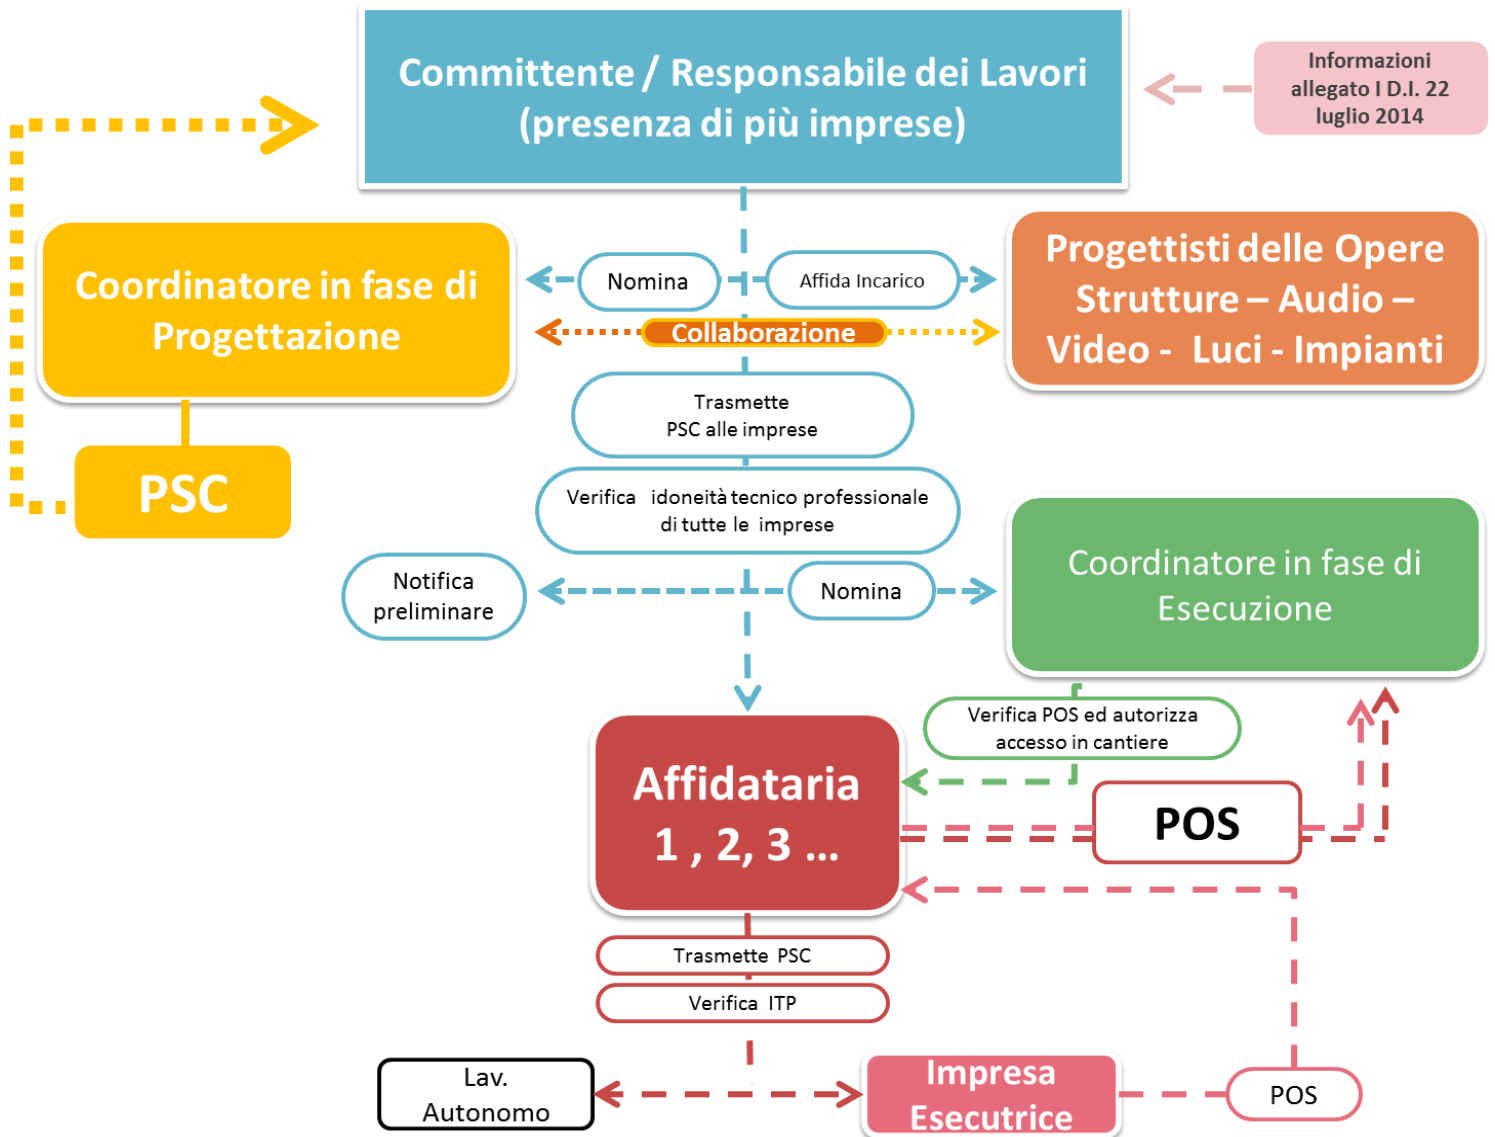 Committente / Responsabile dei Lavori
(presenza di più imprese)
Informazioni
allegato I D.I. 22
luglio 2014
Coordinatore in fase di
Progettazione
Nomina
Affida Incarico
Progettisti delle Opere
Strutture – Audio –
Video - Luci - Impianti
Collaborazione
Trasmette
PSC alle imprese
PSC
Verifica idoneità tecnico professionale
di tutte le imprese
Notifica
preliminare
Nomina
Coordinatore in fase di
Esecuzione
Verifica POS ed autorizza
accesso in cantiere
Affidataria
1 , 2, 3 ...
POS
Trasmette PSC
Verifica ITP
Lav.
Autonomo
Impresa
Esecutrice
POS